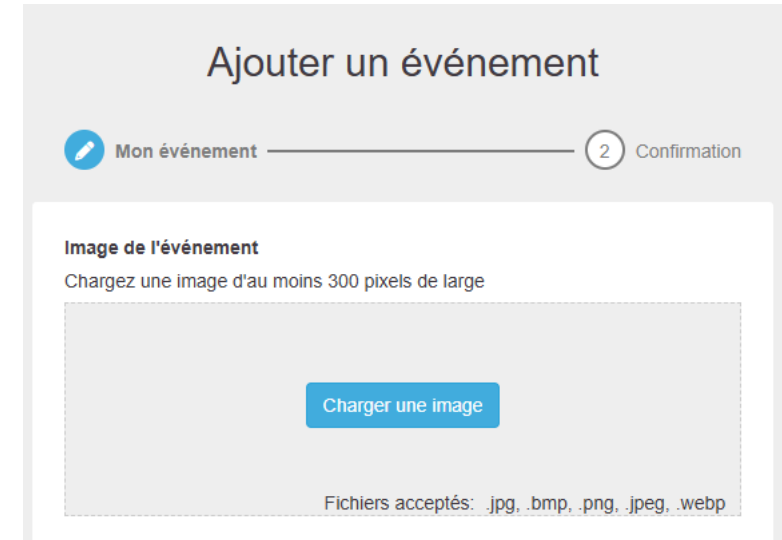 Ajouter un événement
Mon événement 2 Confirmation
Image de l'événement
Chargez une image d'au moins 300 pixels de large
Charger une image
Fichiers acceptés: .jpg, .bmp, .png, .jpeg, .webp